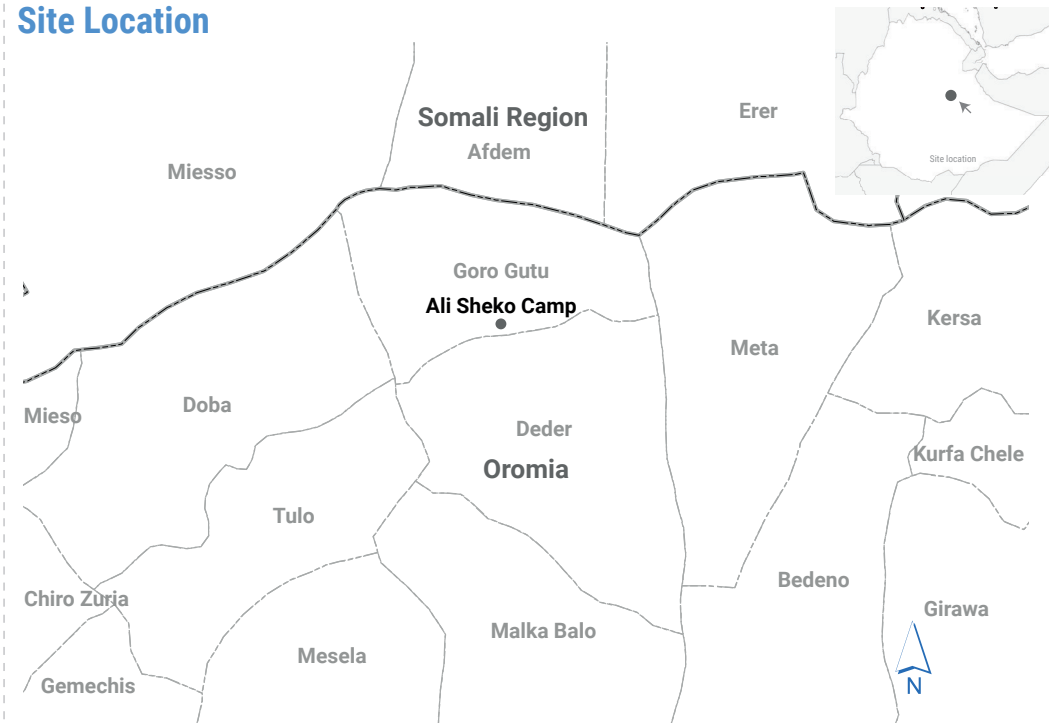 Site Location
Somali Region
Erer
Afdem
Miesso
Site location
Goro Gutu
Ali Sheko Camp
Kersa
Meta
Doba
Mieso
Deder
Kurfa Chele
Oromia
Tulo
Bedeno
Chiro Zuria
Girawa
Malka Balo
Mesela
Gemechis
N